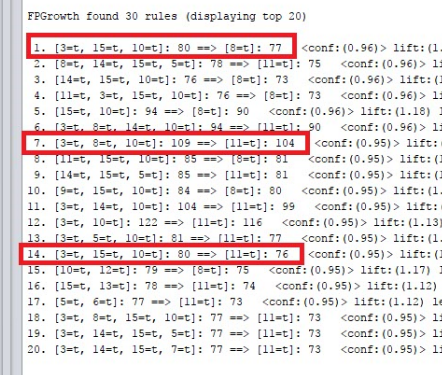 FPGrowth found 30 rules (displaying top 20)
1. [3=t, 15=t, 10=t]: 80 ==> [8=t]: 77 <conf:(0.96)> lift:(1.
2. [8=t, 14=t, 15=t, 5=t]: 78 ==> [11=t]: 75 <conf:(0.96)> li
3. [14=t, 15=t, 10=t]: 76 ==> [8=t]: 73 <conf:(0.96)> lift:(1
4. [11=t, 3=t, 15=t, 10=t]: 76 ==> [8=t]: 73 <conf:(0.96)> li
5. [15=t, 10=t]: 94 ==> [8=t]: 90 <conf:(0.96)> lift:(1.18) l
6. [3=t, 8=t, 14=t, 10=t]: 94 ==> [11=t]: 90 <conf:(0.96)> li
7. [3=t, 8=t, 10=t]: 109 ==> [11=t]: 104 <conf:(0.95)> lift:(
8. [11=t, 15=t, 10=t]: 85 ==> [8=t]: 81 <conf:(0.95)> lift:(1
9. [14=t, 15=t, 5=t]: 85 ==> [11=t]: 81 <conf:(0.95)> lift:(1
10. [9=t, 15=t, 10=t]: 84 ==> [8=t]: 80 <conf:(0.95)> lift:(1
11. [3=t, 14=t, 10=t]: 104 ==> [11=t]: 99 <conf:(0.95)> lift:
12. [3=t, 10=t]: 122 ==> [11=t]: 116 <conf:(0.95)> lift:(1.13)
13. [3=t, 5=t, 10=t]: 81 ==> [11=t]: 77 <conf:(0.95)> lift:(1
14. [3=t, 15=t, 10=t]: 80 ==> [11=t]: 76 <conf:(0.95)> lift:(
15. [10=t, 12=t]: 79 ==> [8=t]: 75 <conf:(0.95)> lift:(1.17) l
16. [15=t, 13=t]: 78 ==> [11=t]: 74 <conf:(0.95)> lift:(1.12)
17. [5=t, 6=t]: 77 ==> [11=t]: 73 <conf:(0.95)> lift:(1.12) le
18. [3=t, 8=t, 15=t, 10=t]: 77 ==> [11=t]: 73 <conf:(0.95)> li
19. [3=t, 14=t, 15=t, 5=t]: 77 ==> [11=t]: 73 <conf:(0.95)> li
20. [3=t, 14=t, 15=t, 7=t]: 77 ==> [11=t]: 73 <conf:(0.95)> li